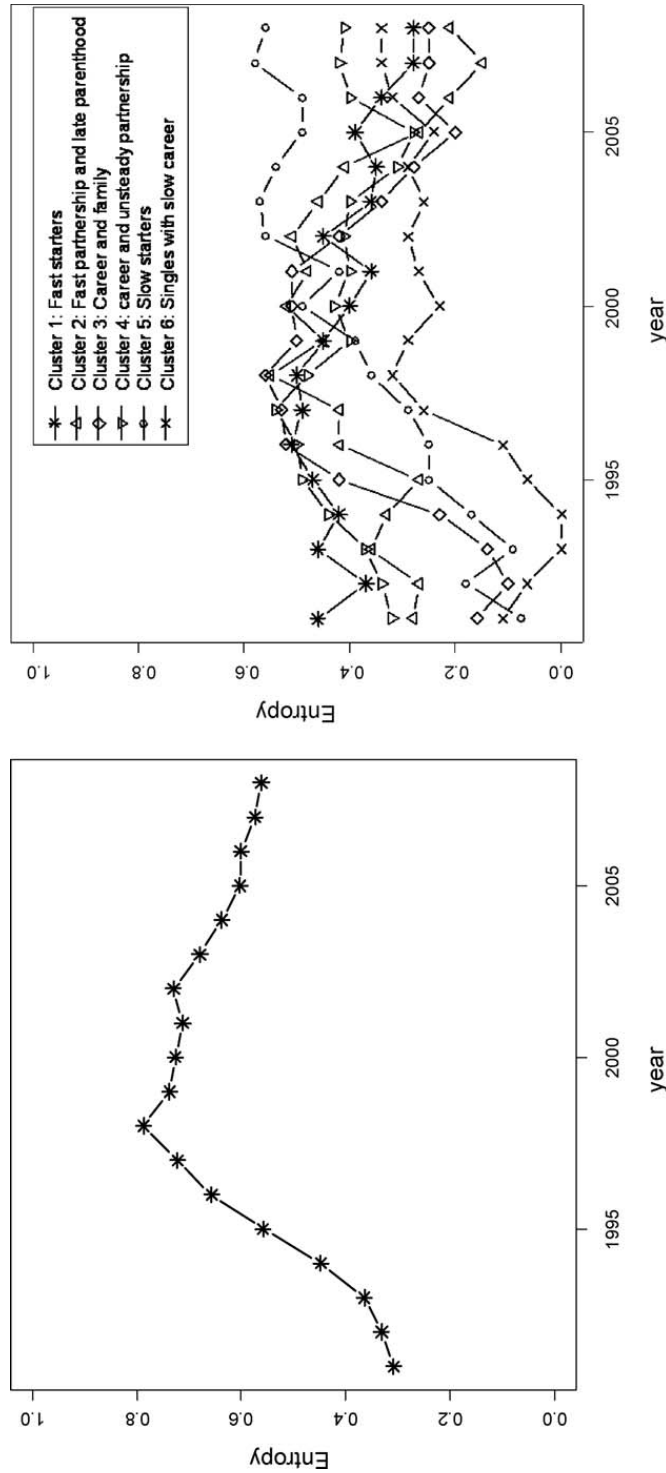 Entropy
1.0
0.8
0.6
0.4
0.2
0.0
1995
2000
2005
year
Entropy
1.0
0.8
0.6
0.4
0.2
0.0
1995
2000
2005
year
Cluster 1: Fast starters
Cluster 2: Fast partnership and late parenthood
Cluster 3: Career and family
Cluster 4: career and unsteady partnership
Cluster 5: Slow starters
Cluster 6: Singles with slow career